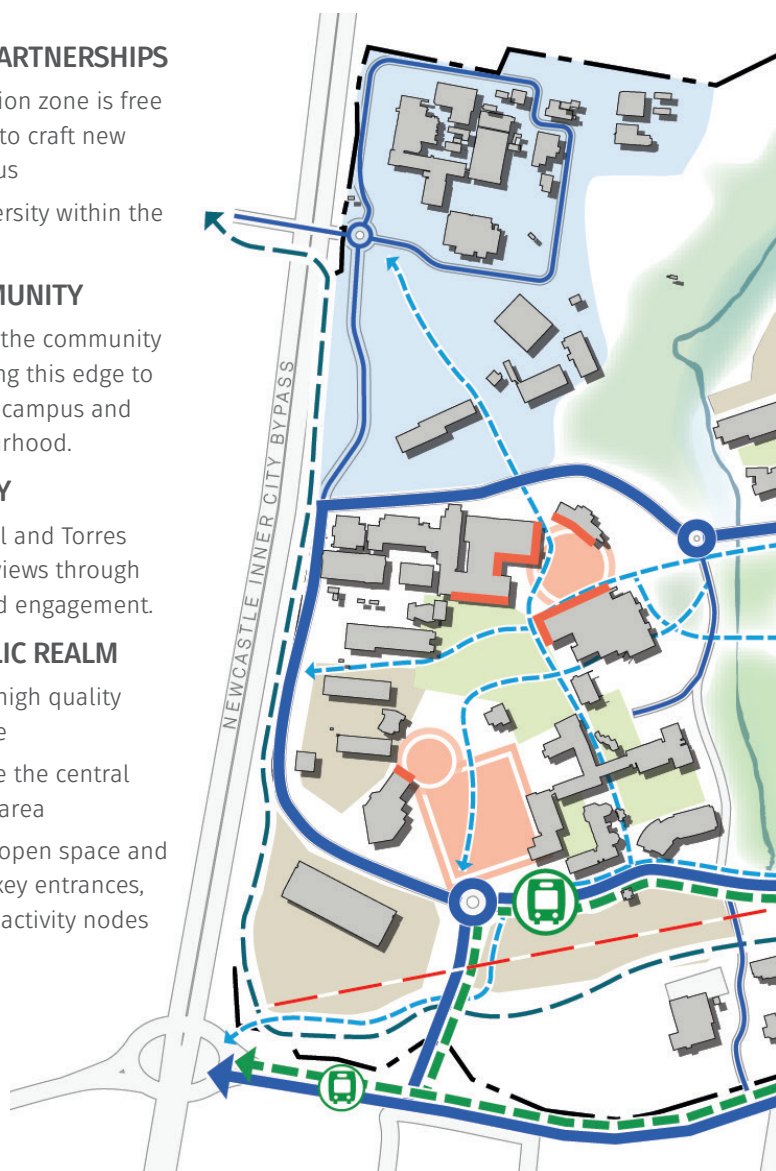 ARTNERSHIPS
ion zone is free
to craft new
us
ersity within the
MUNITY
the community
ng this edge to
campus and
urhood.
Y
l and Torres
views through
d engagement.
LIC REALM
high quality
e
e the central
area
open space and
key entrances,
activity nodes
NEWCASTLE INNER CITY BYPASS